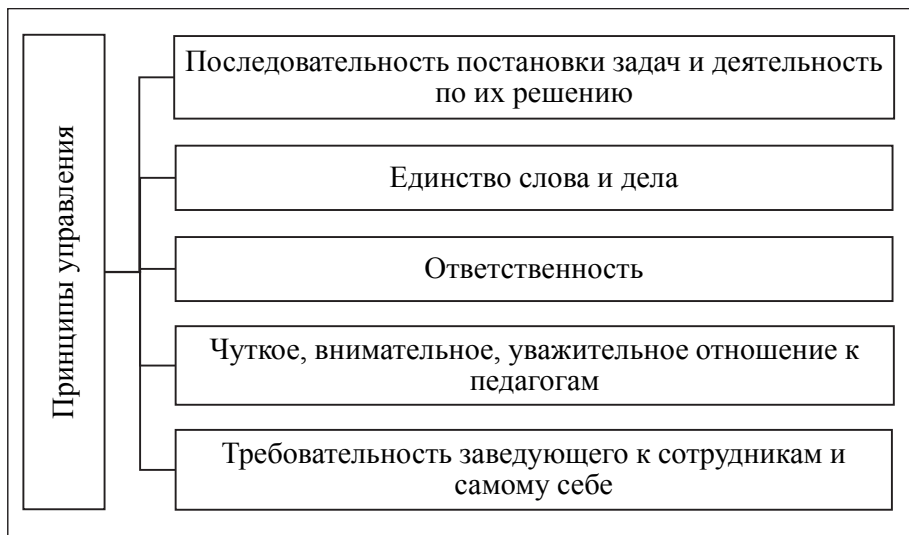 Принципы управления
Последовательность постановки задач и деятельность
по их решению
Единство слова и дела
Ответственность
Чуткое, внимательное, уважительное отношение к
педагогам
Требовательность заведующего к сотрудникам и
самому себе